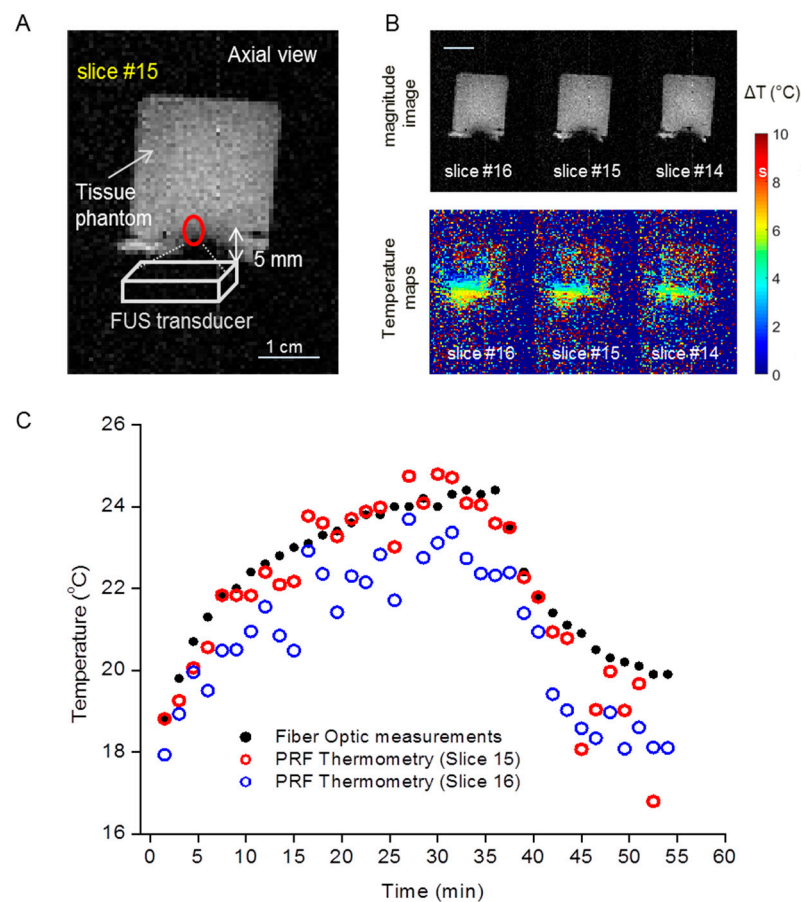 A
slice #15
Axial view
Tissue
phantom
5 mm
FUS transducer
1 cm
B
magnitude
image
slice #16
slice #15
slice #14
Temperature
maps
slice #16
slice #15
slice #14
ΔT (°C)
10
s
8
6
4
2
0
C
Temperature (°C)
26
24
22
20
18
16
Fiber Optic measurements
PRF Thermometry (Slice 15)
PRF Thermometry (Slice 16)
0 5 10 15 20 25 30 35 40 45 50 55 60
Time (min)